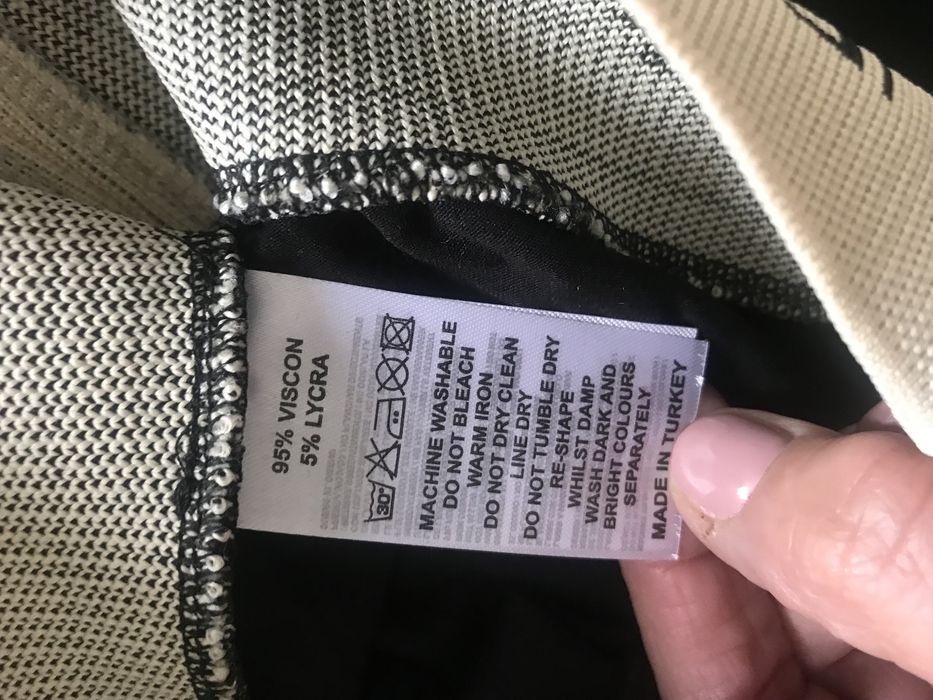 95% VISCON
5% LYCRA
30°
MACHINE WASHABLE
DO NOT BLEACH
WARM IRON
DO NOT DRY CLEAN
LINE DRY
DO NOT TUMBLE DRY
RE-SHAPE
WHILST DAMP
WASH DARK AND
BRIGHT COLOURS
SEPARATELY
MADE IN TURKEY